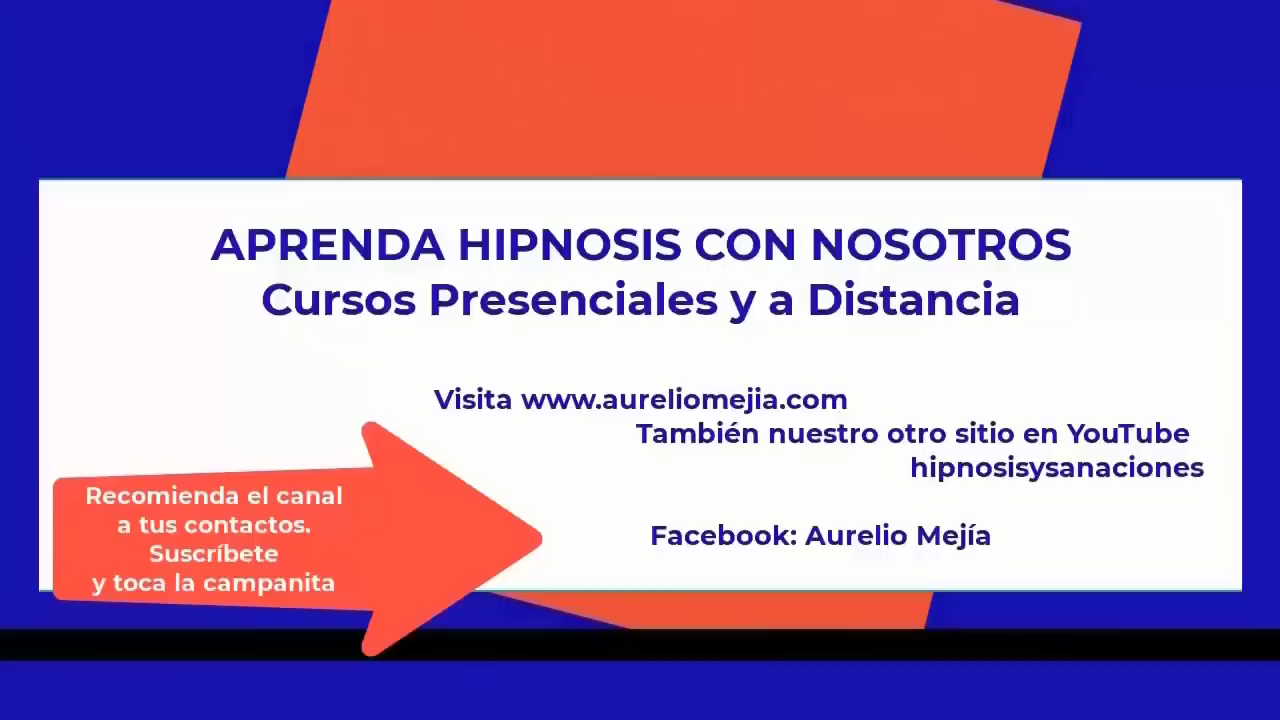 APRENDA HIPNOSIS CON NOSOTROS
Cursos Presenciales y a Distancia
Visita www.aureliomejia.com
También nuestro otro sitio en YouTube
hipnosisysanaciones
Facebook: Aurelio Mejía
Recomienda el canal
a tus contactos.
Suscríbete
y toca la campanita